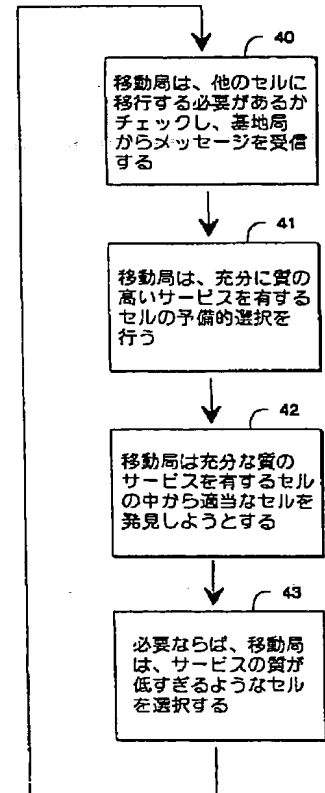 40
移動局は、他のセルに
移行する必要があるか
チェックし、基地局
からメッセージを受信
する
41
移動局は、充分に質の
高いサービスを有する
セルの予備的選択を
行う
42
移動局は充分な質の
サービスを有するセル
の中から適当なセルを
発見しようとする
43
必要ならば、移動局
は、サービスの質が
低すぎるようなセル
を選択する